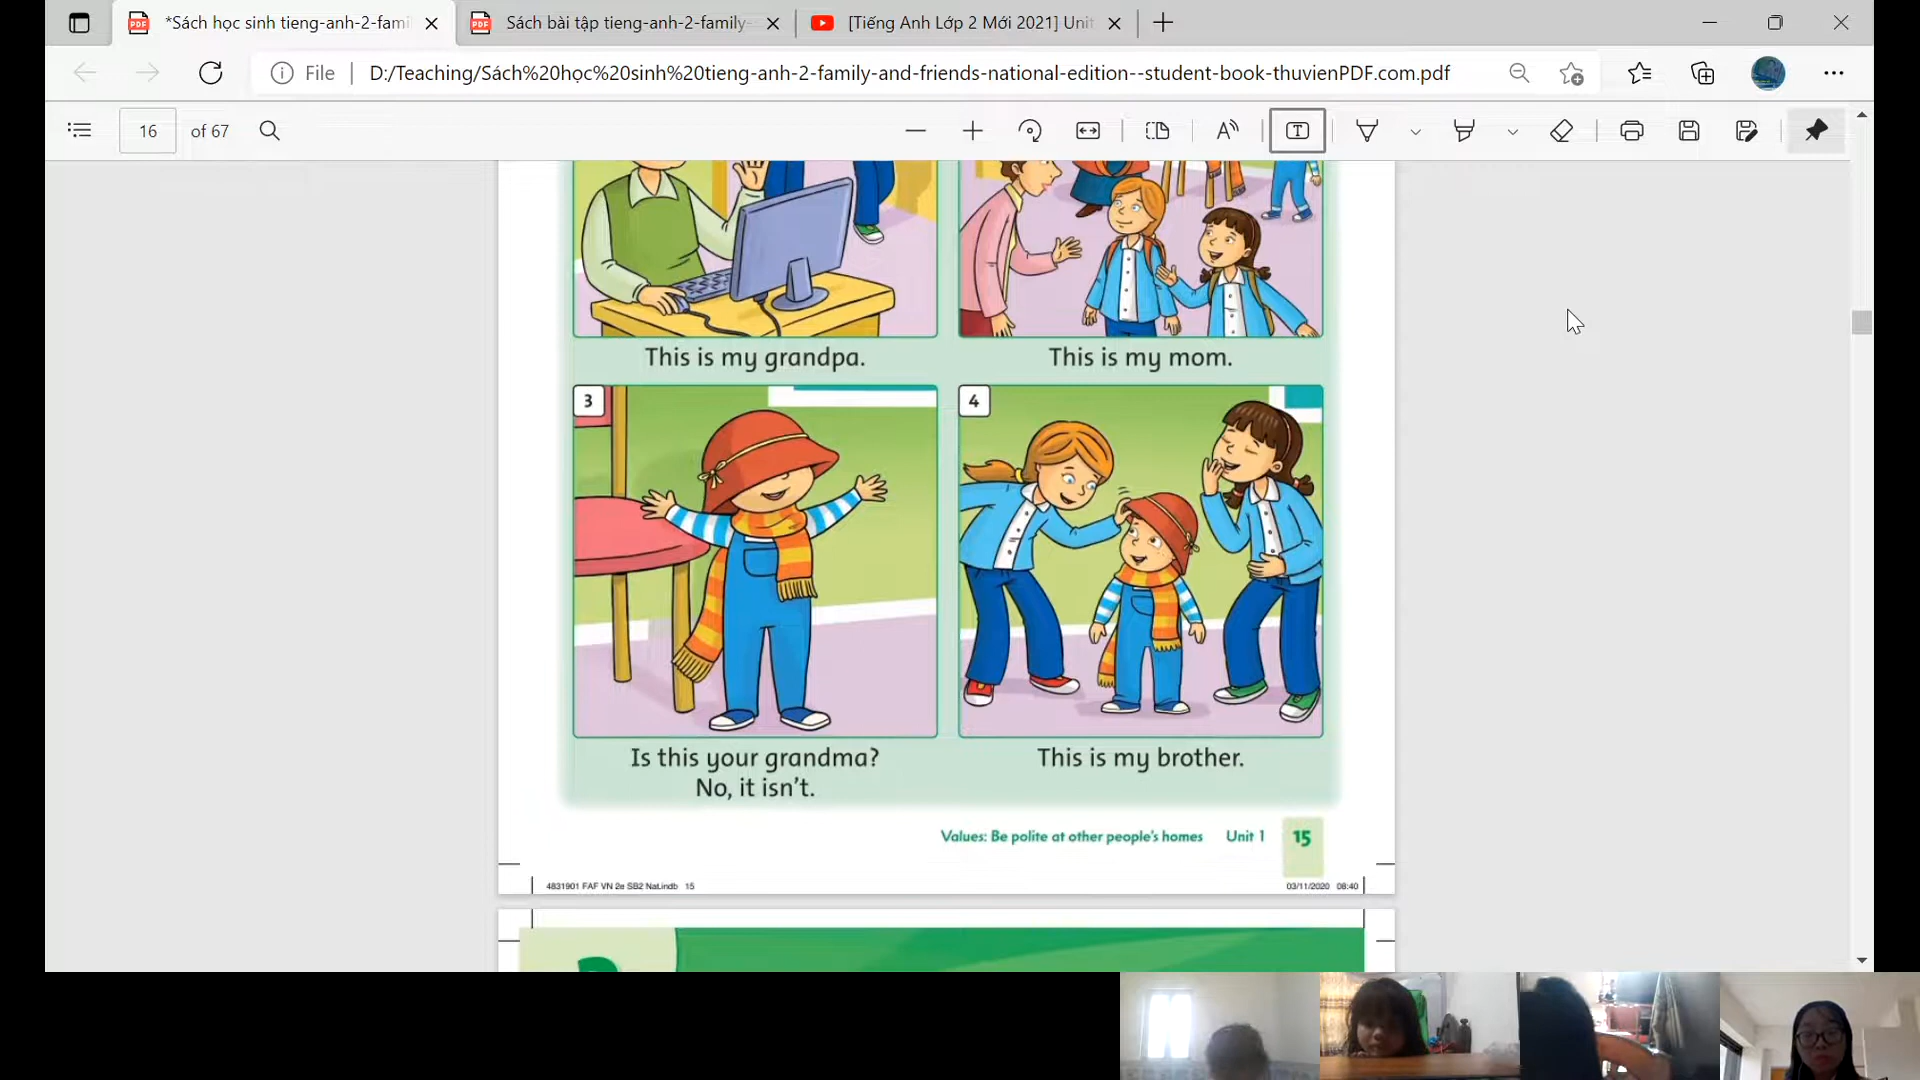 *Sách học sinh tieng-anh-2-fami
Sách bài tập tieng-anh-2-family-
[Tiếng Anh Lớp 2 Mới 2021] Unit
File
D:/Teaching/Sách%20học%20sinh%20tieng-anh-2-family-and-friends-national-edition--student-book-thuvienPDF.com.pdf
16 of 67
This is my grandpa.
This is my mom.
3
4
Is this your grandma?
No, it isn't.
This is my brother.
Values: Be polite at other people's homes Unit 1 15
4831901 FAF VN 2e SB2 Nat.indb 15
03/11/2020 08:40